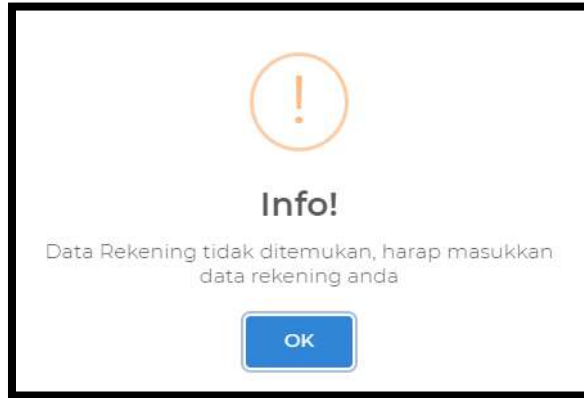 !
Info!
Data Rekening tidak ditemukan, harap masukkan
data rekening anda
OK